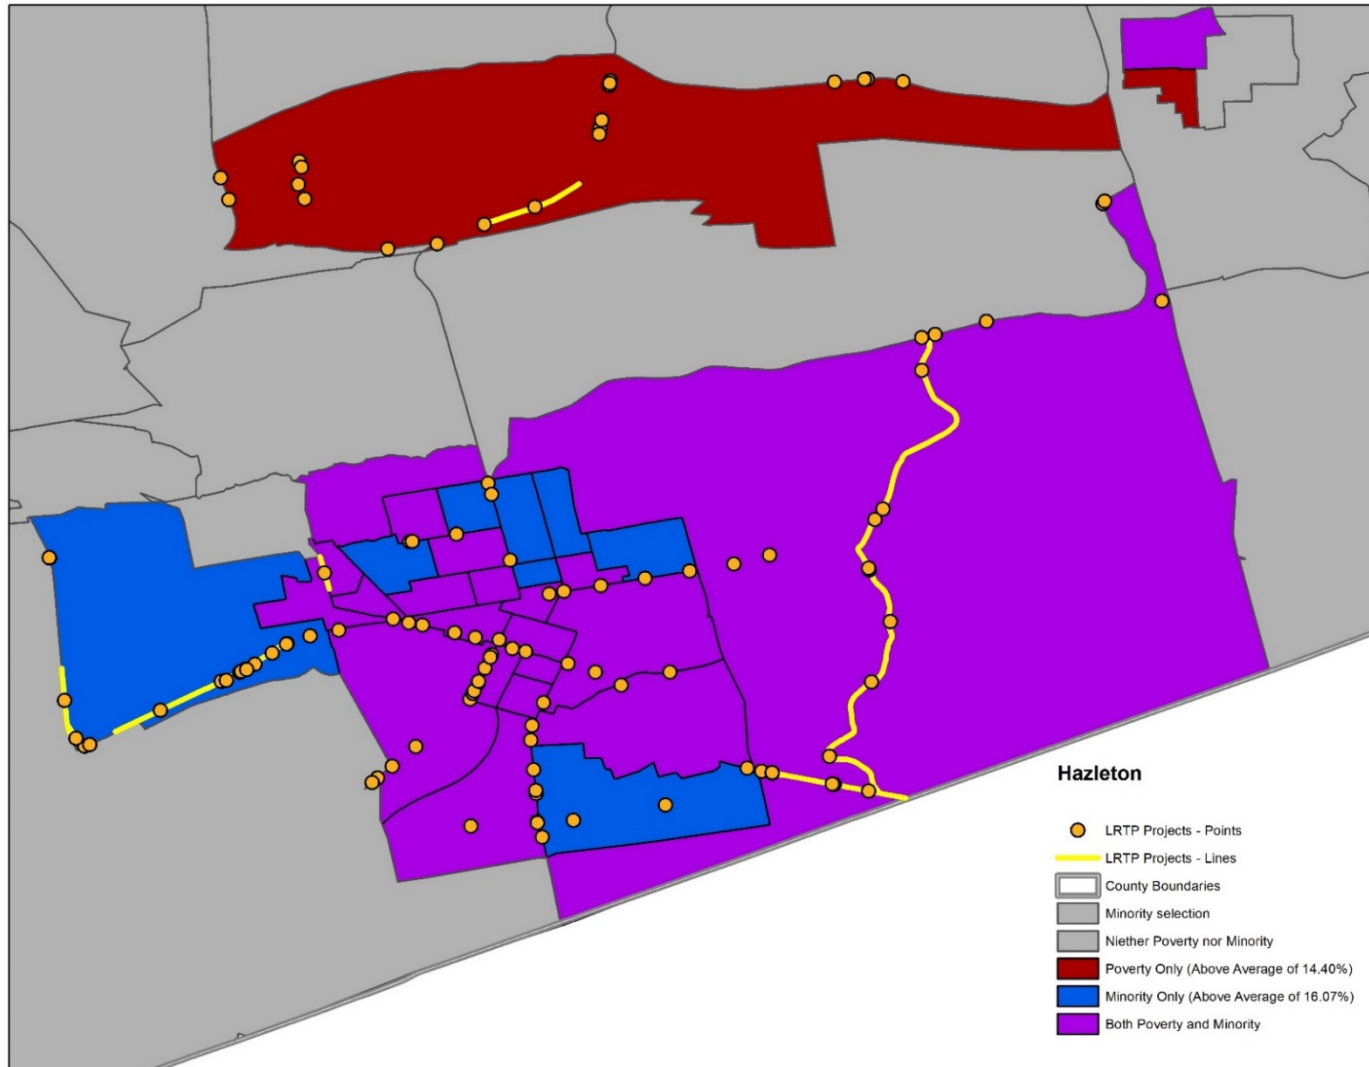 Hazleton
LRTP Projects - Points
LRTP Projects - Lines
County Boundaries
Minority selection
Niether Poverty nor Minority
Poverty Only (Above Average of 14.40%)
Minority Only (Above Average of 16.07%)
Both Poverty and Minority